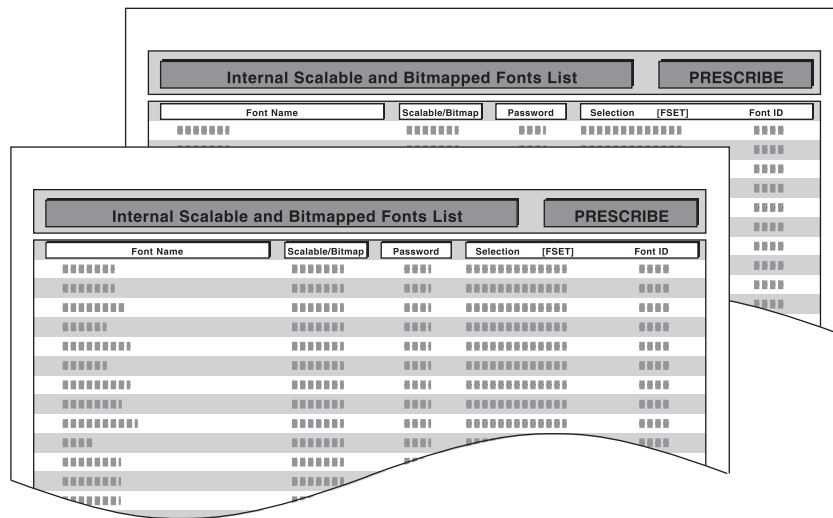 Internal Scalable and Bitmapped Fonts List PRESCRIBE
Font Name Scalable/Bitmap Password Selection [FSET] Font ID
Internal Scalable and Bitmapped Fonts List PRESCRIBE
Font Name Scalable/Bitmap Password Selection [FSET] Font ID